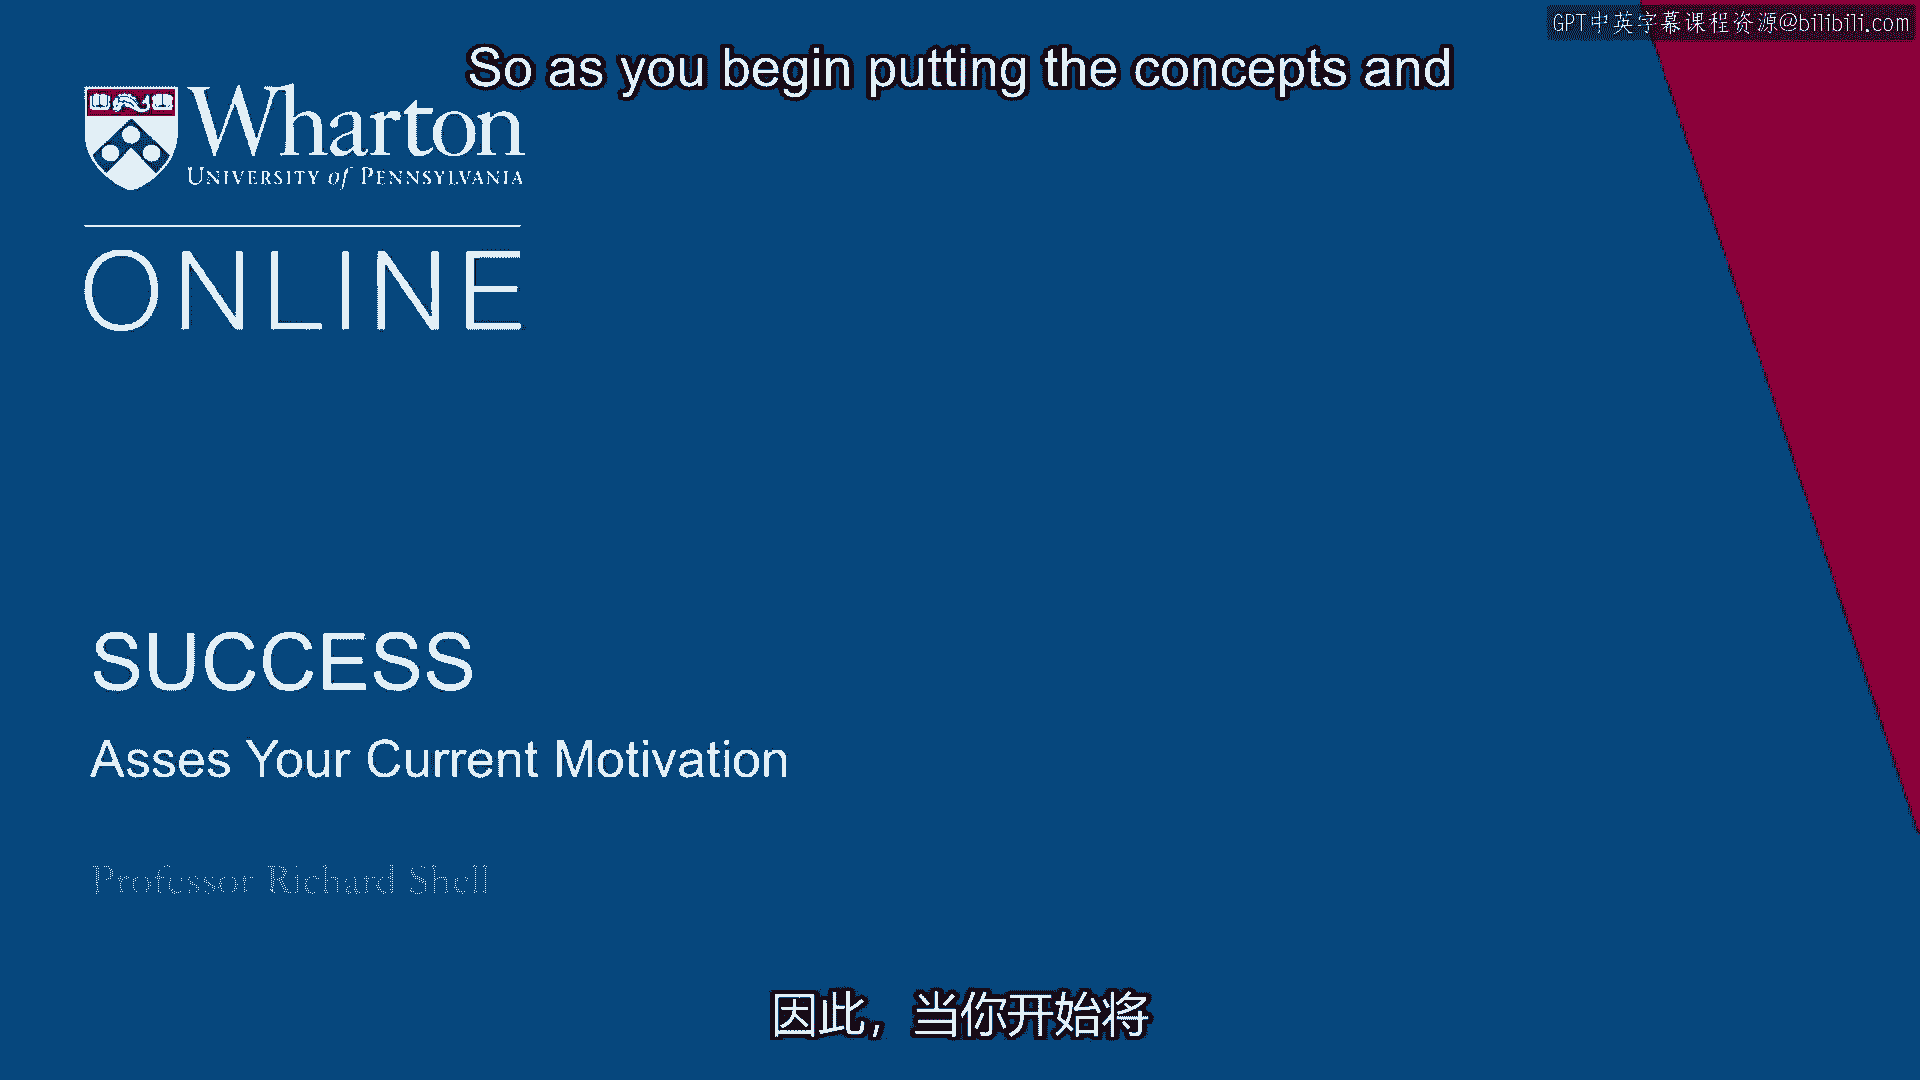 GPT中英字幕课程资源@bilibili.com
So as you begin putting the concepts and
Wharton
UNIVERSITY of PENNSYLVANIA
ONLINE
SUCCESS
Asses Your Current Motivation
Professor Richard Shell
因此，当你开始将